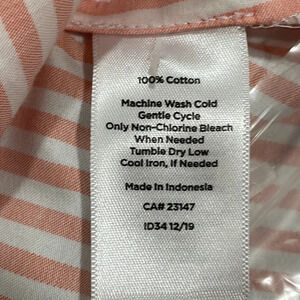 100% Cotton
Machine Wash Cold
Gentle Cycle
Only Non-Chlorine Bleach
When Needed
Tumble Dry Low
Cool Iron, If Needed
Made In Indonesia
CA# 23147
ID34 12/19